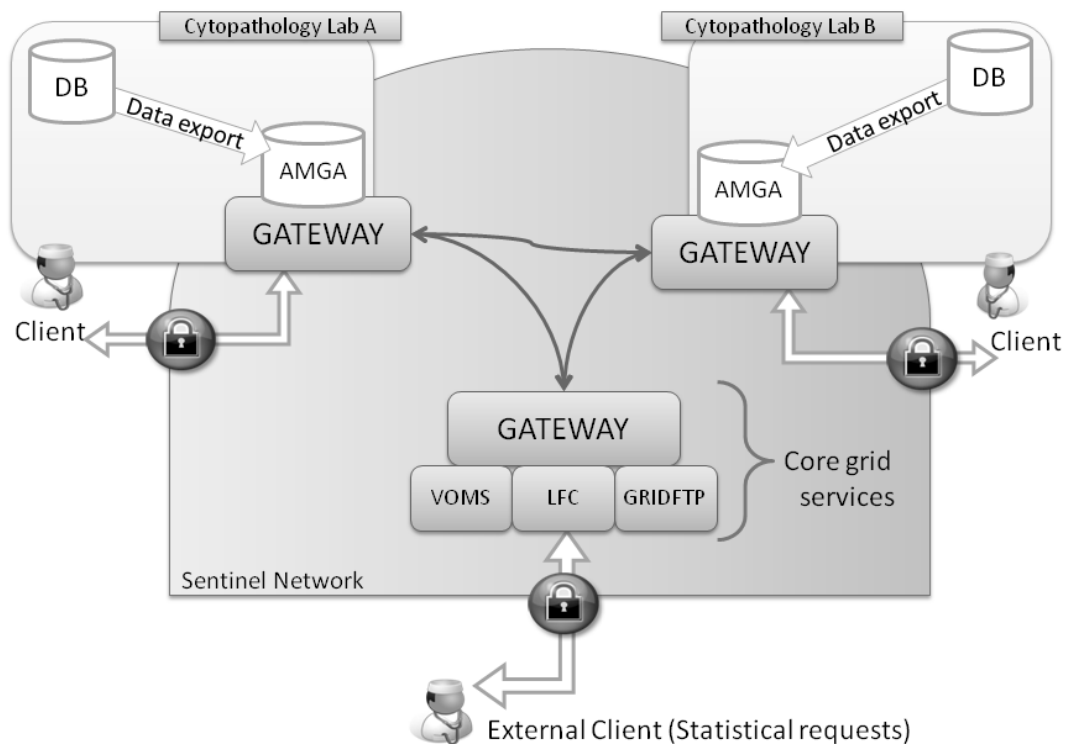 Cytopathology Lab A
Cytopathology Lab B
DB
Data export
AMGA
GATEWAY
DB
Data export
AMGA
GATEWAY
Client
Client
GATEWAY
VOMS
LFC
GRIDFTP
Core grid
services
Sentinel Network
External Client (Statistical requests)